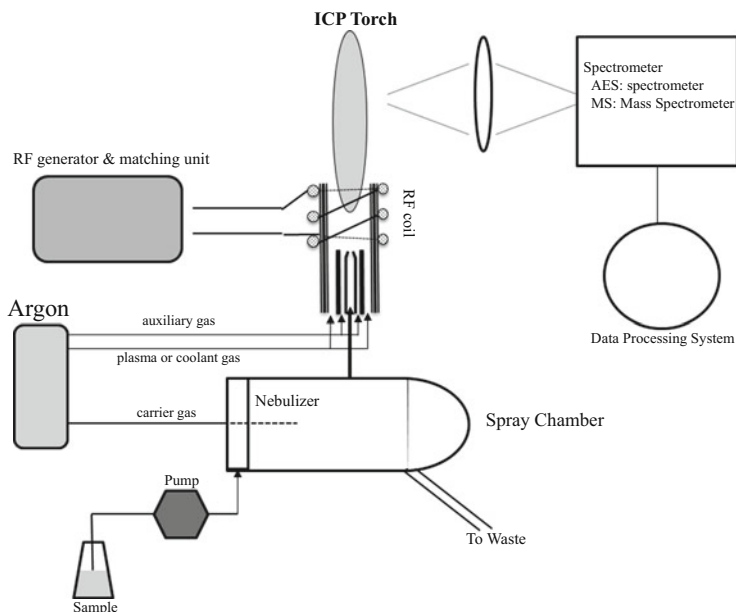 ICP Torch
Spectrometer
AES: spectrometer
MS: Mass Spectrometer
RF generator & matching unit
RF coil
Argon
auxiliary gas
plasma or coolant gas
Data Processing System
carrier gas
Nebulizer
Spray Chamber
Pump
To Waste
Sample